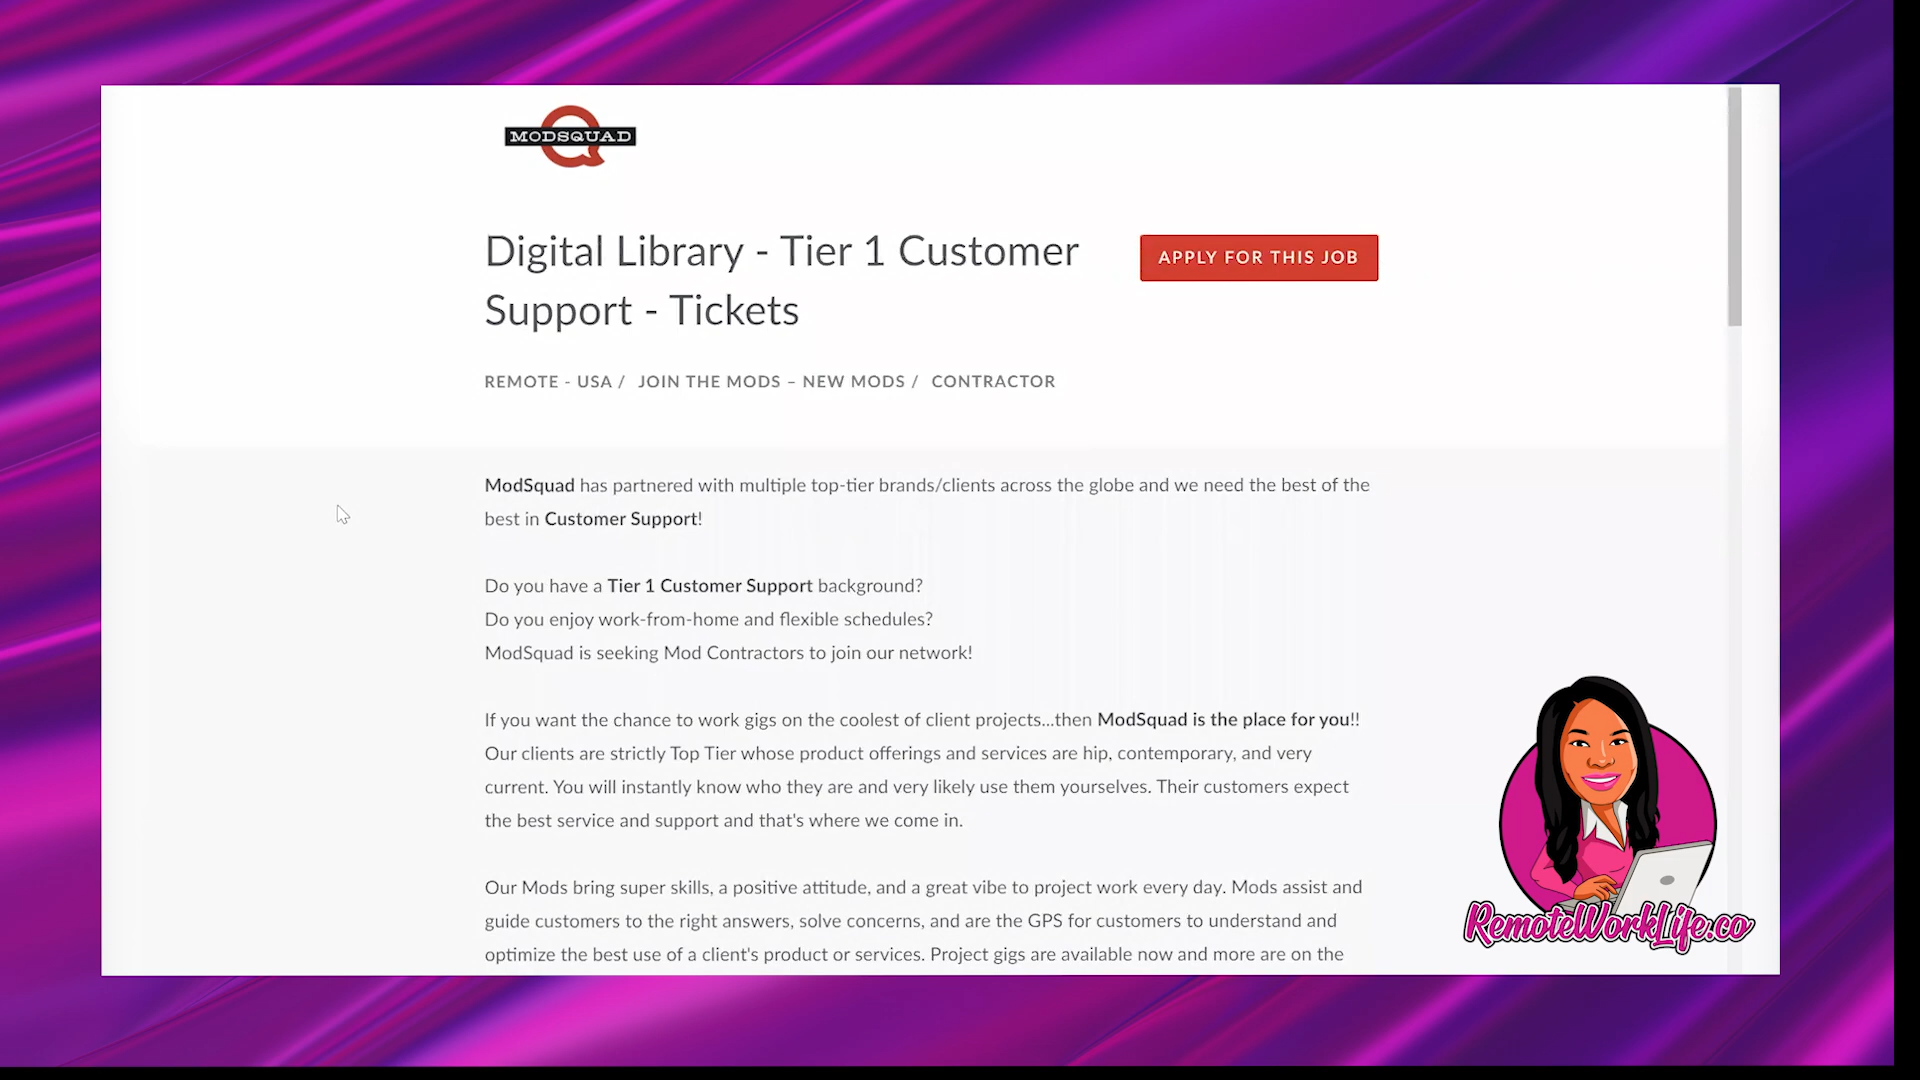 MODSQUAD
Digital Library - Tier 1 Customer
Support - Tickets
APPLY FOR THIS JOB
REMOTE - USA / JOIN THE MODS – NEW MODS / CONTRACTOR
ModSquad has partnered with multiple top-tier brands/clients across the globe and we need the best of the
best in Customer Support!
Do you have a Tier 1 Customer Support background?
Do you enjoy work-from-home and flexible schedules?
ModSquad is seeking Mod Contractors to join our network!
If you want the chance to work gigs on the coolest of client projects...then ModSquad is the place for you!!
Our clients are strictly Top Tier whose product offerings and services are hip, contemporary, and very
current. You will instantly know who they are and very likely use them yourselves. Their customers expect
the best service and support and that's where we come in.
Our Mods bring super skills, a positive attitude, and a great vibe to project work every day. Mods assist and
guide customers to the right answers, solve concerns, and are the GPS for customers to understand and
optimize the best use of a client's product or services. Project gigs are available now and more are on the
RemoteWorkLife.co